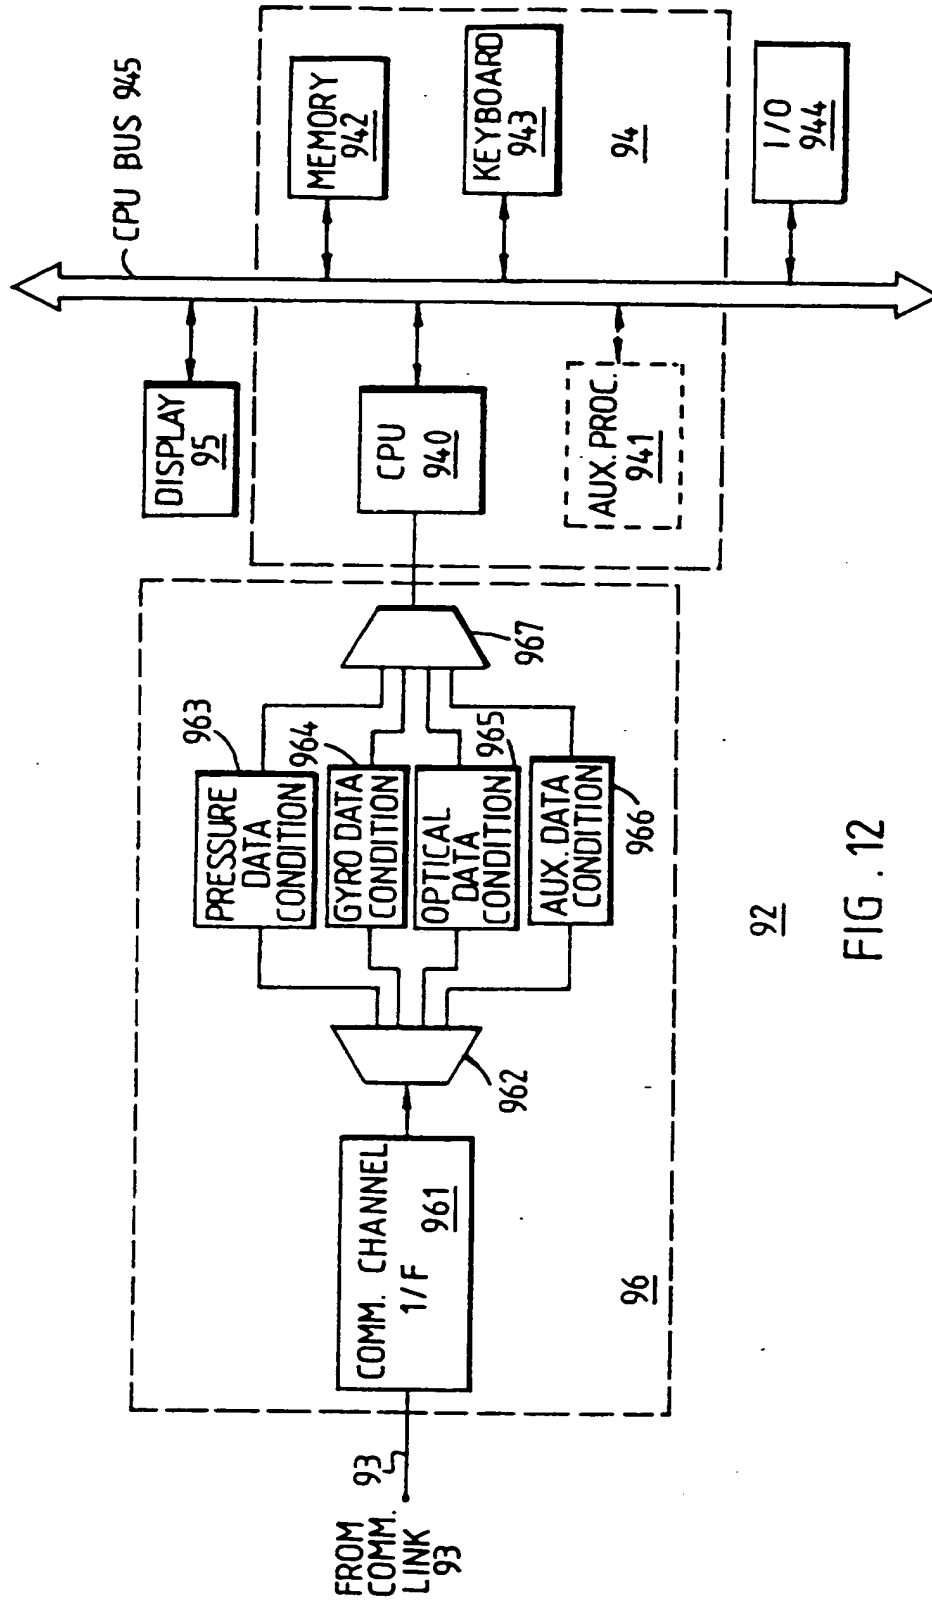 FROM
COMM.
LINK
93
93
COMM. CHANNEL
1/F
961
96
962
PRESSURE
DATA
CONDITION
963
GYRO DATA
CONDITION
964
OPTICAL
DATA
CONDITION
965
AUX. DATA
CONDITION
966
967
92
DISPLAY
95
CPU
940
AUX. PROC.
941
CPU BUS 945
MEMORY
942
KEYBOARD
943
94
I/O
944
FIG. 12